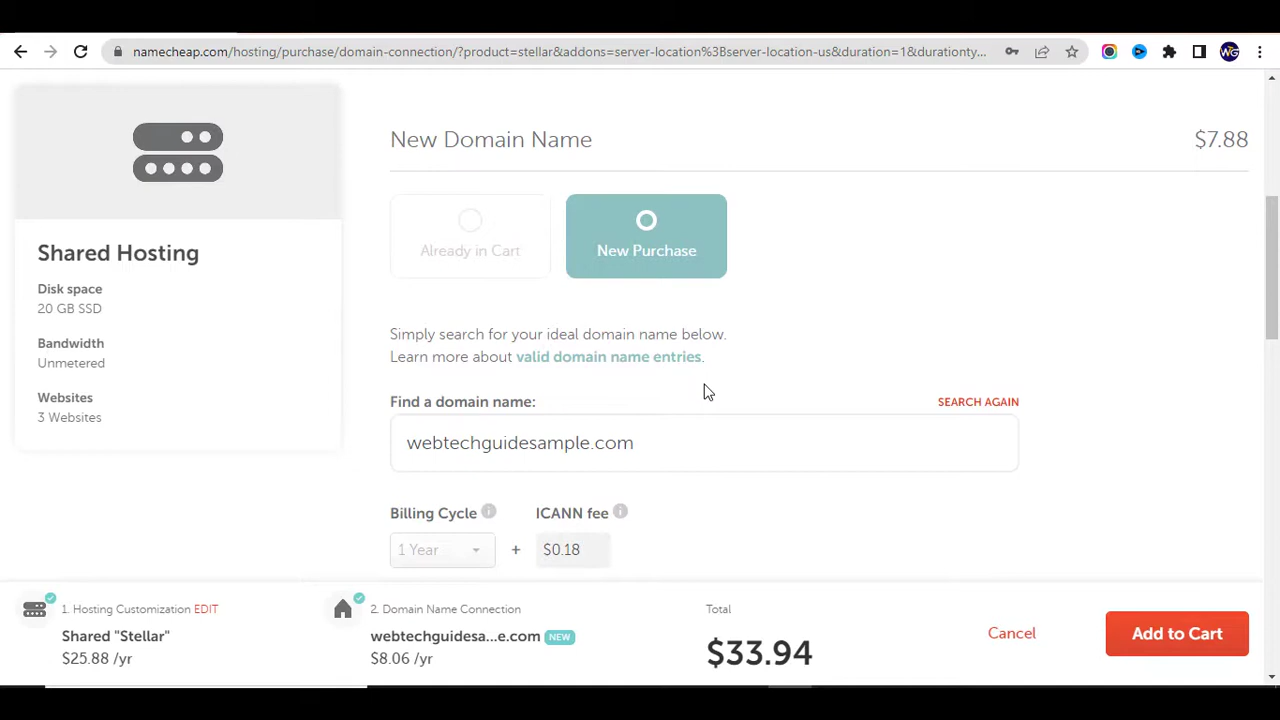 namecheap.com/hosting/purchase/domain-connection/?product=stellar&addons=server-location%3Bserver-location-us&duration=1&durationty...
WG
New Domain Name
$7.88
Already in Cart
New Purchase
Shared Hosting
Disk space
20 GB SSD
Bandwidth
Unmetered
Websites
3 Websites
Simply search for your ideal domain name below.
Learn more about valid domain name entries.
Find a domain name:
SEARCH AGAIN
webtechguidesample.com
Billing Cycle
ICANN fee
1 Year
+
$0.18
1. Hosting Customization EDIT
Shared "Stellar"
$25.88 /yr
2. Domain Name Connection
webtechguidesa...e.com NEW
$8.06 /yr
Total
$33.94
Cancel
Add to Cart